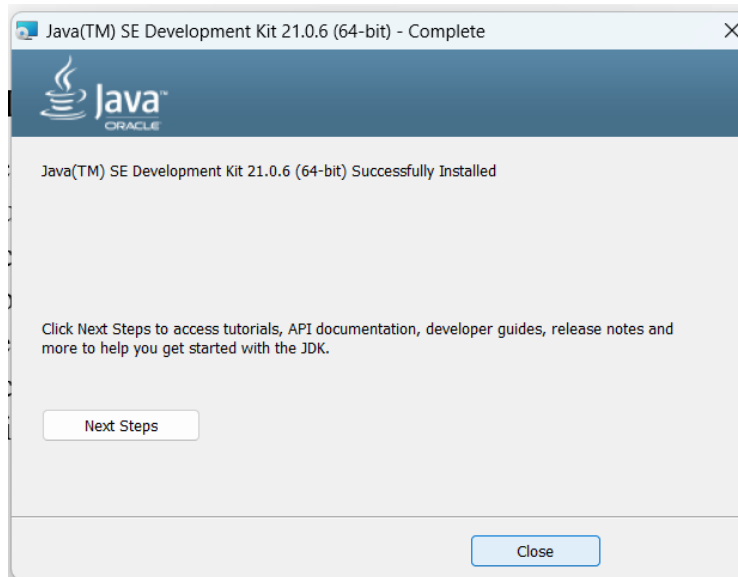 Java(TM) SE Development Kit 21.0.6 (64-bit) - Complete
Java™
ORACLE
Java(TM) SE Development Kit 21.0.6 (64-bit) Successfully Installed
Click Next Steps to access tutorials, API documentation, developer guides, release notes and
more to help you get started with the JDK.
Next Steps
Close